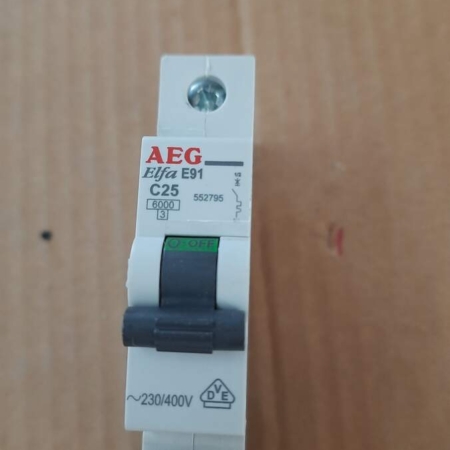 AEG
Elfa E91
C25
6000
3
552795
O OFF
~230/400V
VDE